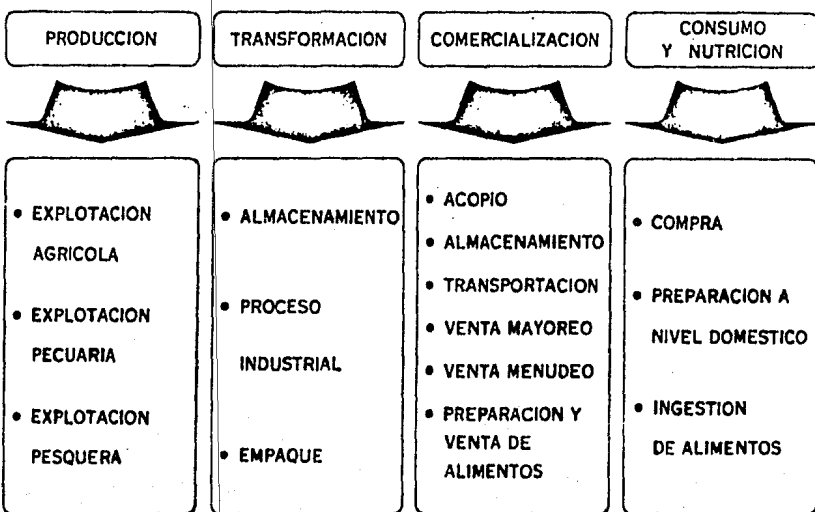 PRODUCCION
TRANSFORMACION
COMERCIALIZACION
CONSUMO
Y NUTRICION
• EXPLOTACION
AGRICOLA
• EXPLOTACION
PECUARIA
• EXPLOTACION
PESQUERA
• ALMACENAMIENTO
• PROCESO
INDUSTRIAL
• EMPAQUE
• ACOPIO
• ALMACENAMIENTO
• TRANSPORTACION
• VENTA MAYOREO
• VENTA MENUDEO
• PREPARACION Y
VENTA DE
ALIMENTOS
• COMPRA
• PREPARACION A
NIVEL DOMESTICO
• INGESTION
DE ALIMENTOS